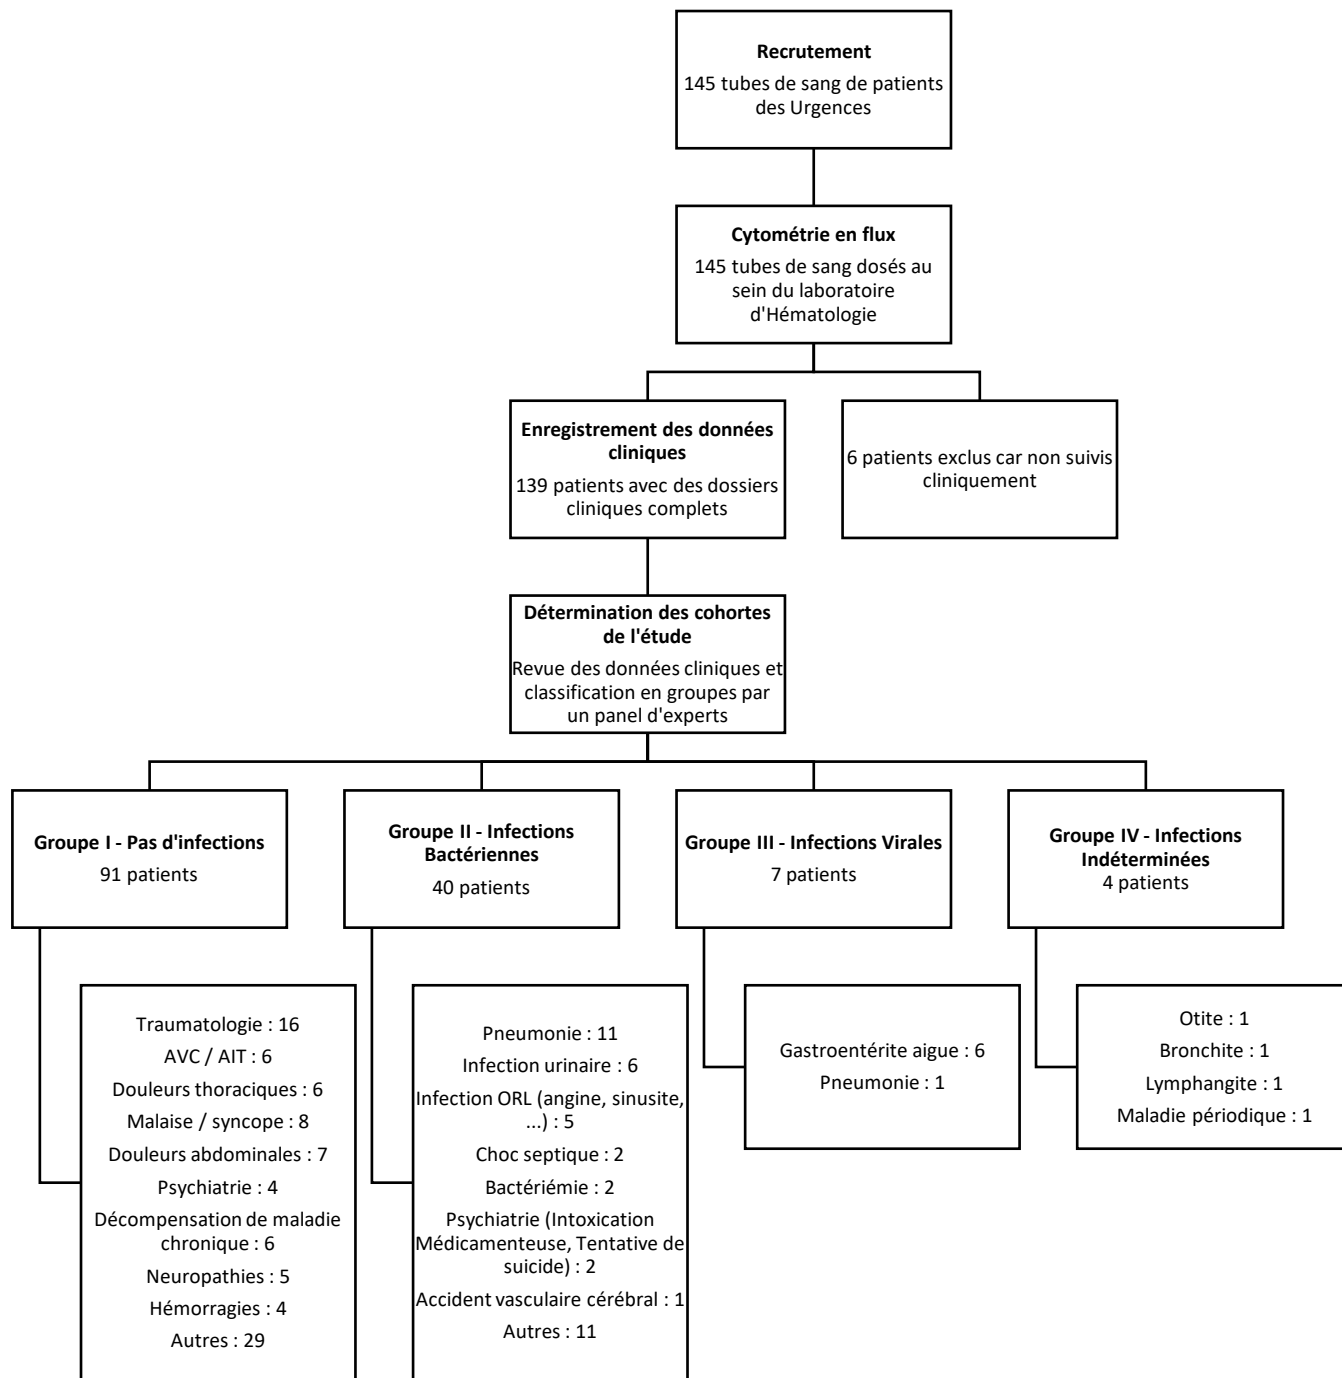 Recrutement
145 tubes de sang de patients
des Urgences
Cytométrie en flux
145 tubes de sang dosés au
sein du laboratoire
d'Hématologie
Enregistrement des données
cliniques
139 patients avec des dossiers
cliniques complets
6 patients exclus car non suivis
cliniquement
Détermination des cohortes
de l'étude
Revue des données cliniques et
classification en groupes par
un panel d'experts
Groupe I - Pas d'infections
91 patients
Groupe II - Infections
Bactériennes
40 patients
Groupe III - Infections Virales
7 patients
Groupe IV - Infections
Indéterminées
4 patients
Traumatologie : 16
AVC / AIT : 6
Douleurs thoraciques : 6
Malaise / syncope : 8
Douleurs abdominales : 7
Psychiatrie : 4
Décompensation de maladie
chronique : 6
Neuropathies : 5
Hémorragies : 4
Autres : 29
Pneumonie : 11
Infection urinaire : 6
Infection ORL (angine, sinusite,
...) : 5
Choc septique : 2
Bactériémie : 2
Psychiatrie (Intoxication
Médicamenteuse, Tentative de
suicide) : 2
Accident vasculaire cérébral : 1
Autres : 11
Gastroentérite aigue : 6
Pneumonie : 1
Otite : 1
Bronchite : 1
Lymphangite : 1
Maladie périodique : 1